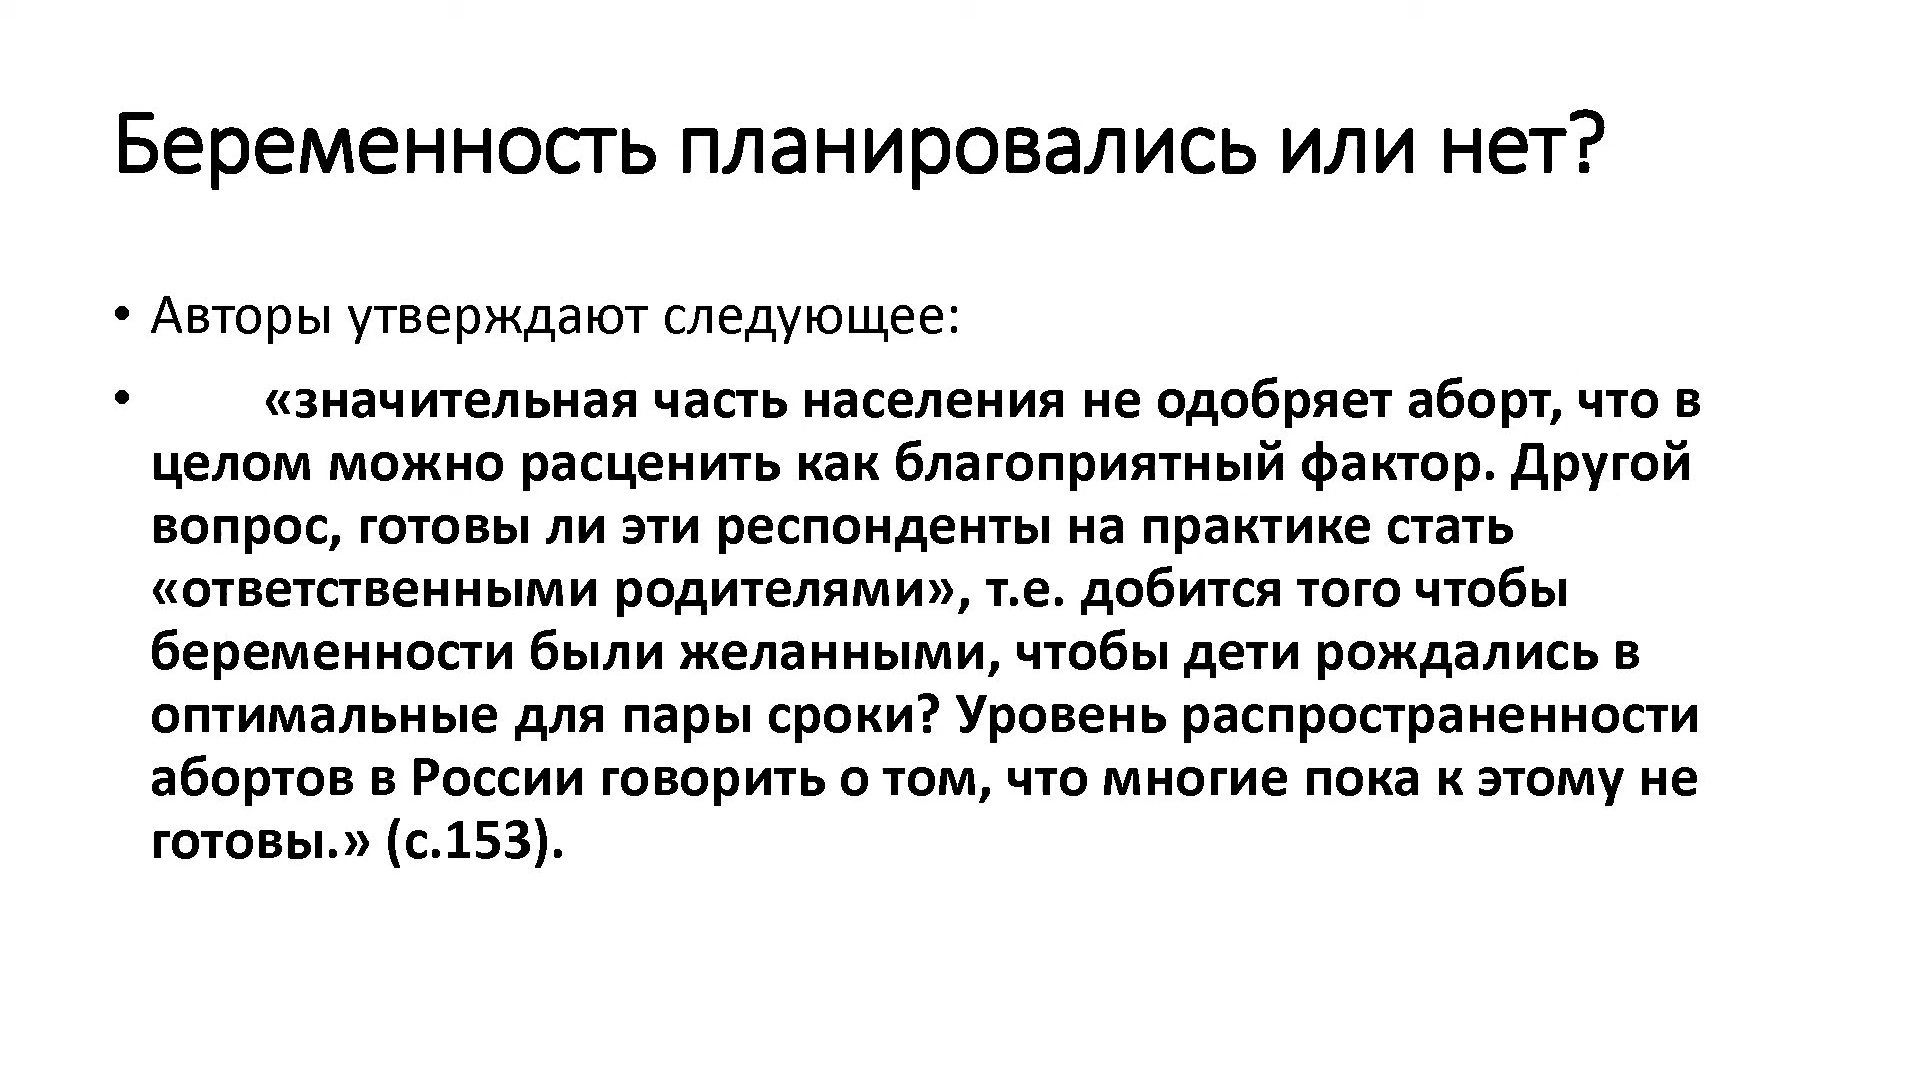 Беременность планировались или нет?
• Авторы утверждают следующее:
• «значительная часть населения не одобряет аборт, что в
целом можно расценить как благоприятный фактор. Другой
вопрос, готовы ли эти респонденты на практике стать
«ответственными родителями», т.е. добится того чтобы
беременности были желанными, чтобы дети рождались в
оптимальные для пары сроки? Уровень распространенности
абортов в России говорить о том, что многие пока к этому не
готовы.» (с.153).